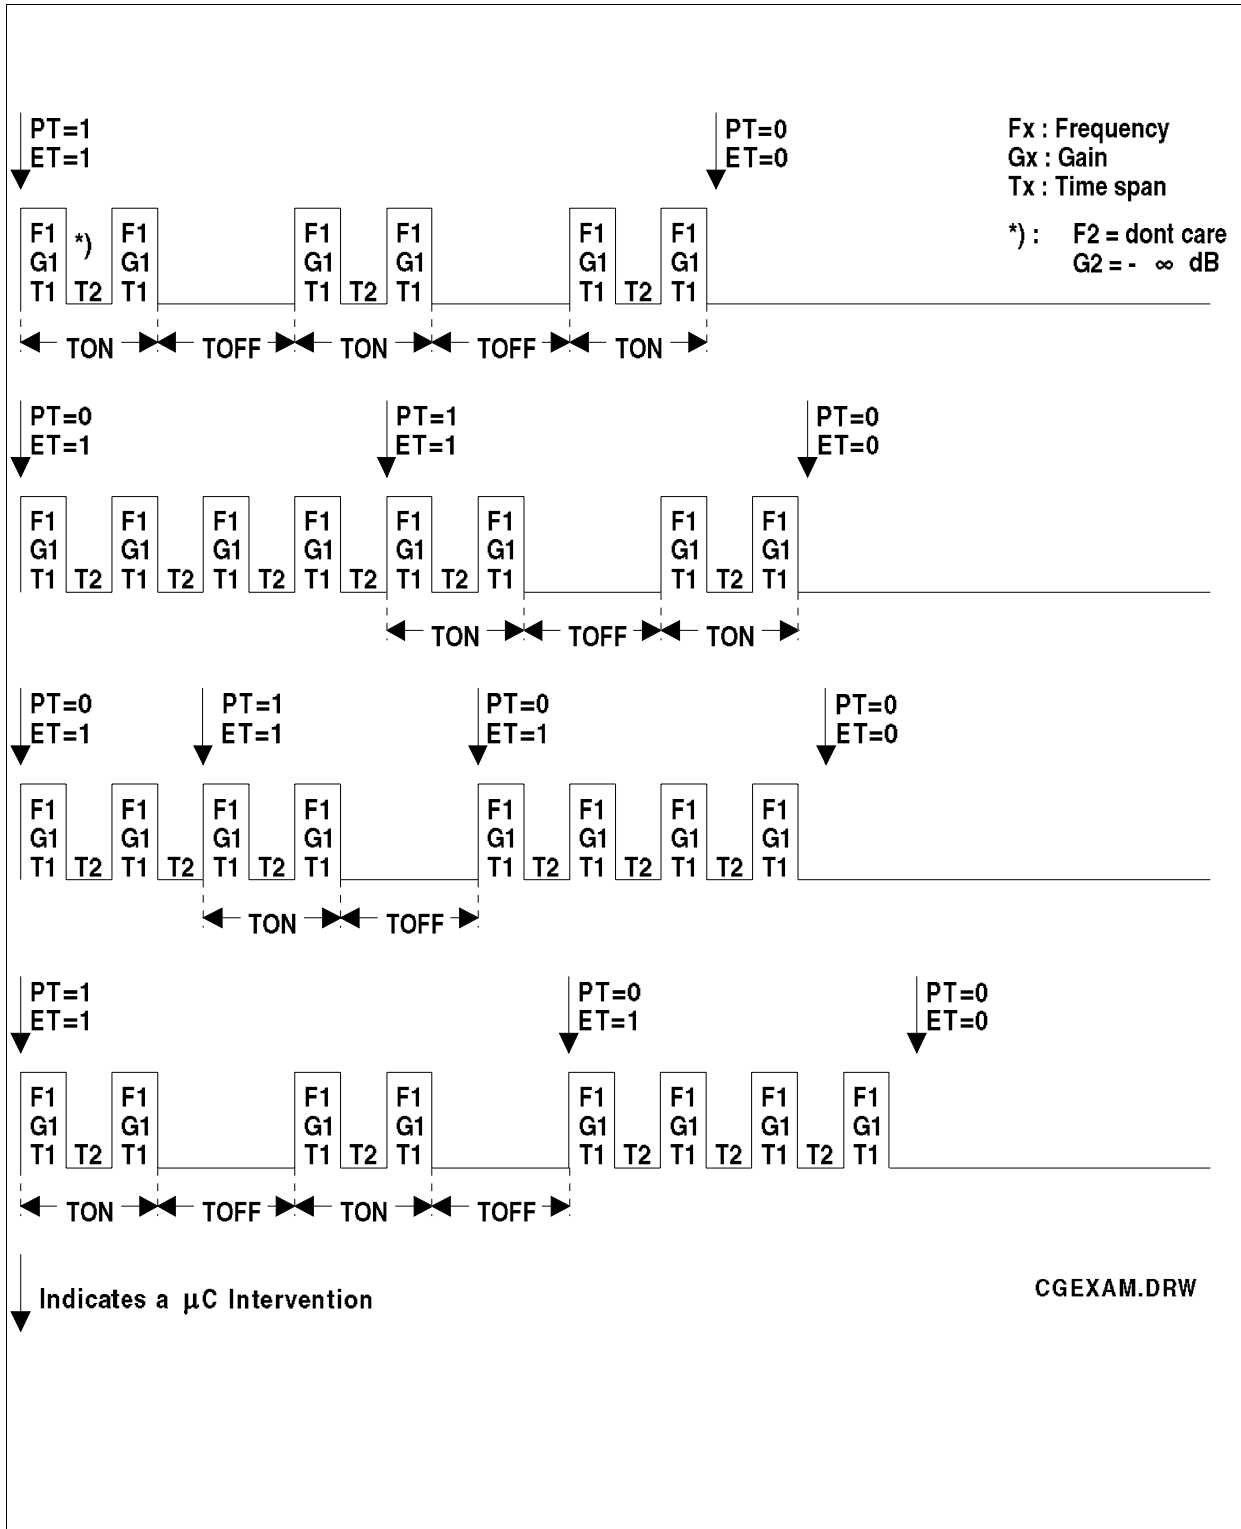 PT=1
ET=1
PT=0
ET=0
Fx : Frequency
Gx : Gain
Tx : Time span
*) : F2 = dont care
G2 = - ∞ dB
F1 *) F1 F1 F1 F1 F1
G1 G1 G1 G1 G1 G1
T1 T2 T1 T1 T2 T1 T1 T2 T1
TON TOFF TON TOFF TON
PT=0
ET=1
PT=1
ET=1
PT=0
ET=0
F1 F1 F1 F1 F1 F1 F1 F1
G1 G1 G1 G1 G1 G1 G1 G1
T1 T2 T1 T2 T1 T2 T1 T2 T1 T2 T1 T1 T2 T1
TON TOFF TON
PT=0
ET=1
PT=1
ET=1
PT=0
ET=1
PT=0
ET=0
F1 F1 F1 F1 F1 F1 F1 F1
G1 G1 G1 G1 G1 G1 G1 G1
T1 T2 T1 T2 T1 T2 T1 T1 T2 T1 T2 T1 T2 T1
TON TOFF
PT=1
ET=1
PT=0
ET=1
PT=0
ET=0
F1 F1 F1 F1 F1 F1 F1 F1
G1 G1 G1 G1 G1 G1 G1 G1
T1 T2 T1 T1 T2 T1 T1 T2 T1 T2 T1 T2 T1
TON TOFF TON TOFF
Indicates a µC Intervention
CGEXAM.DRW